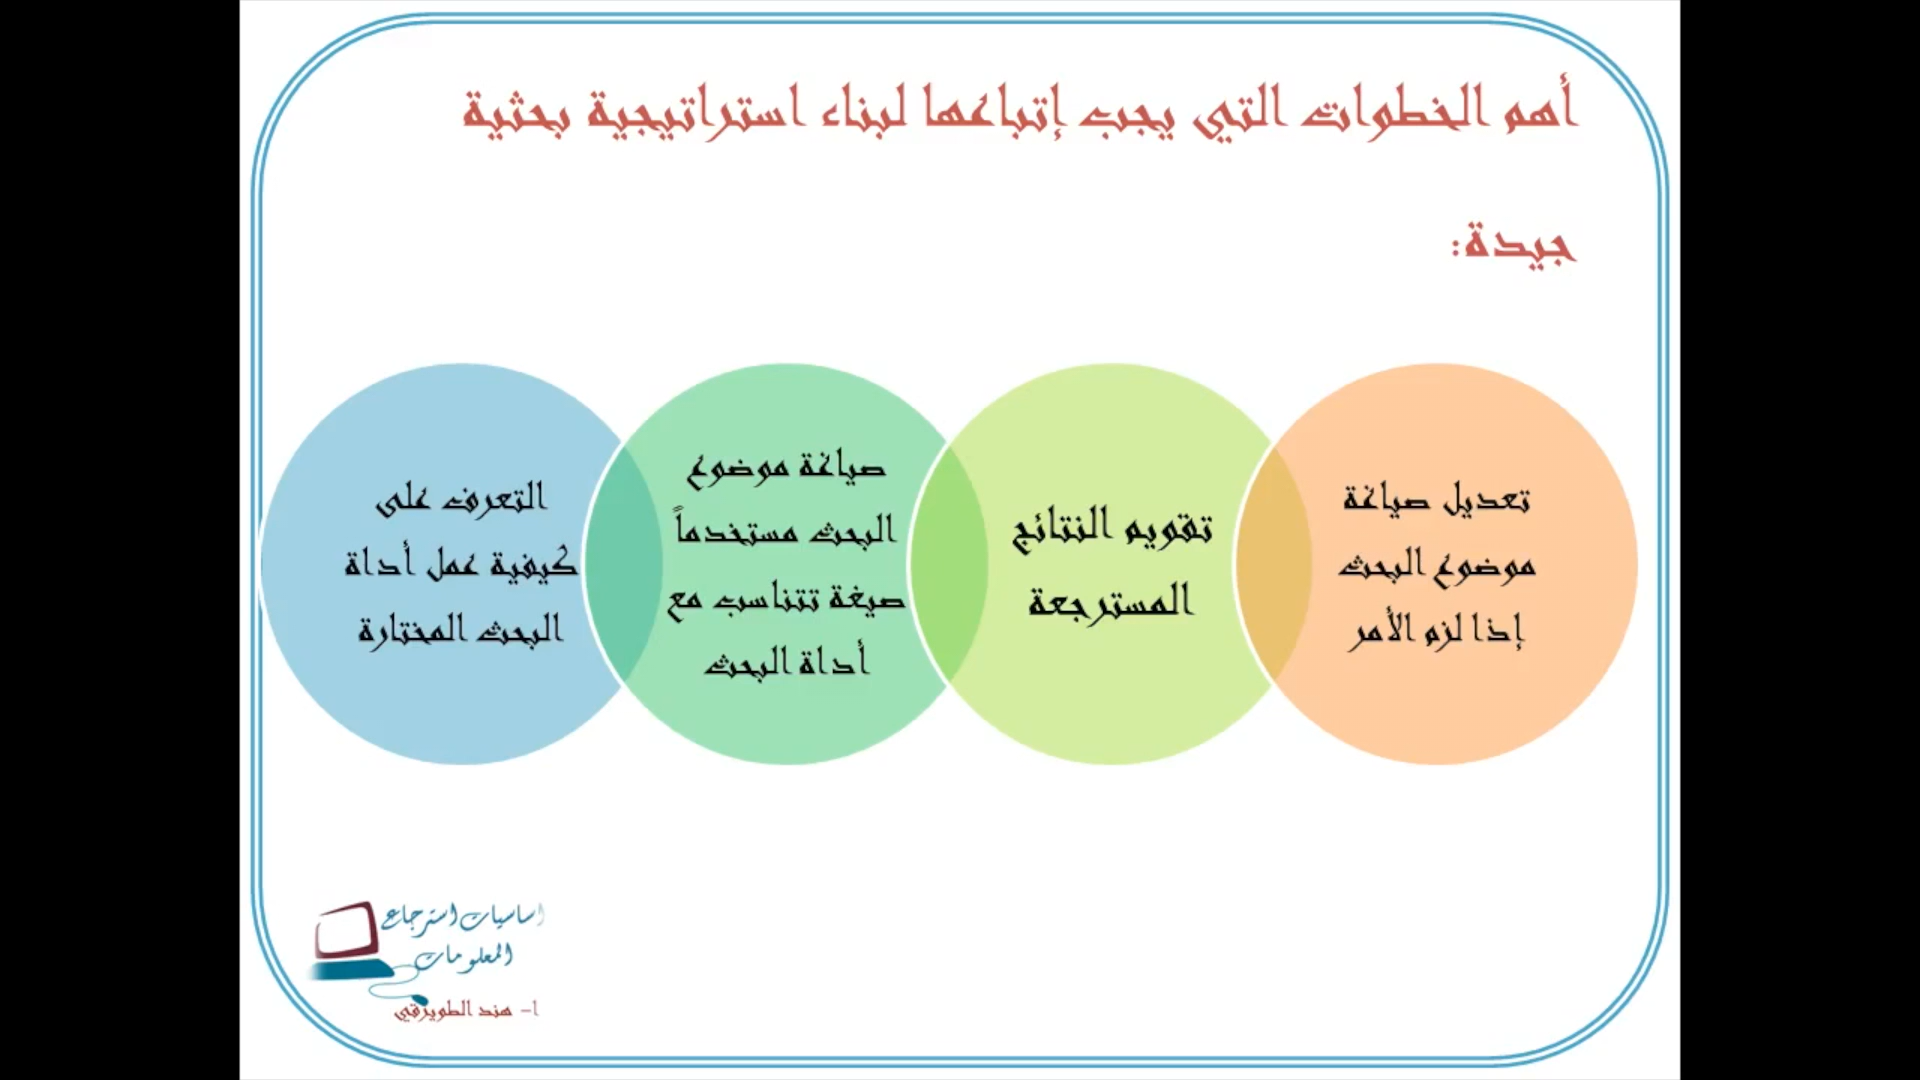 أهم الخطوات التي يجب إتباعها لبناء استراتيجية بحثية
جيدة:
التعرف على
كيفية عمل أداة
البحث المختارة
صياغة موضوع
البحث مستخدماً
صيغة تتناسب مع
أداة البحث
تقويم النتائج
المسترجعة
تعديل صياغة
موضوع البحث
إذا لزم الأمر
اساسيات استرجاع
المعلومات
ا- هند الطويرقي